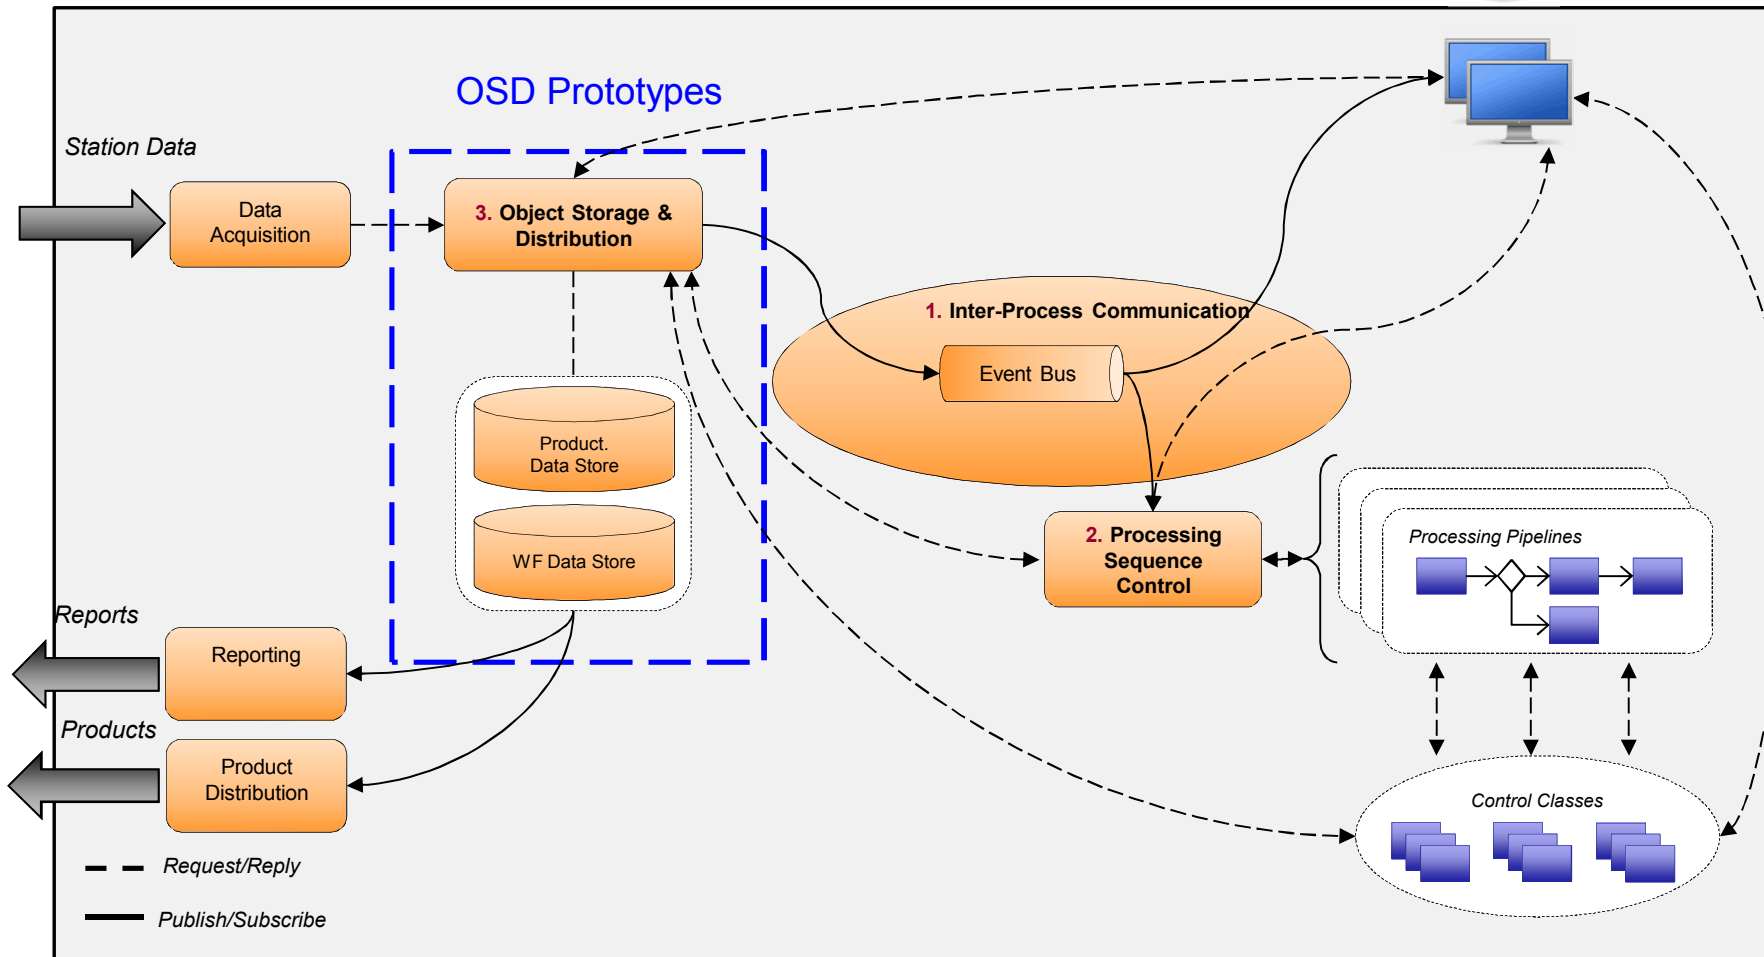 OSD Prototypes
Station Data
Data
Acquisition
3. Object Storage &
Distribution
1. Inter-Process Communication
Event Bus
Product.
Data Store
WF Data Store
2. Processing
Sequence
Control
Processing Pipelines
Reports
Reporting
Products
Product
Distribution
Control Classes
Request/Reply
Publish/Subscribe